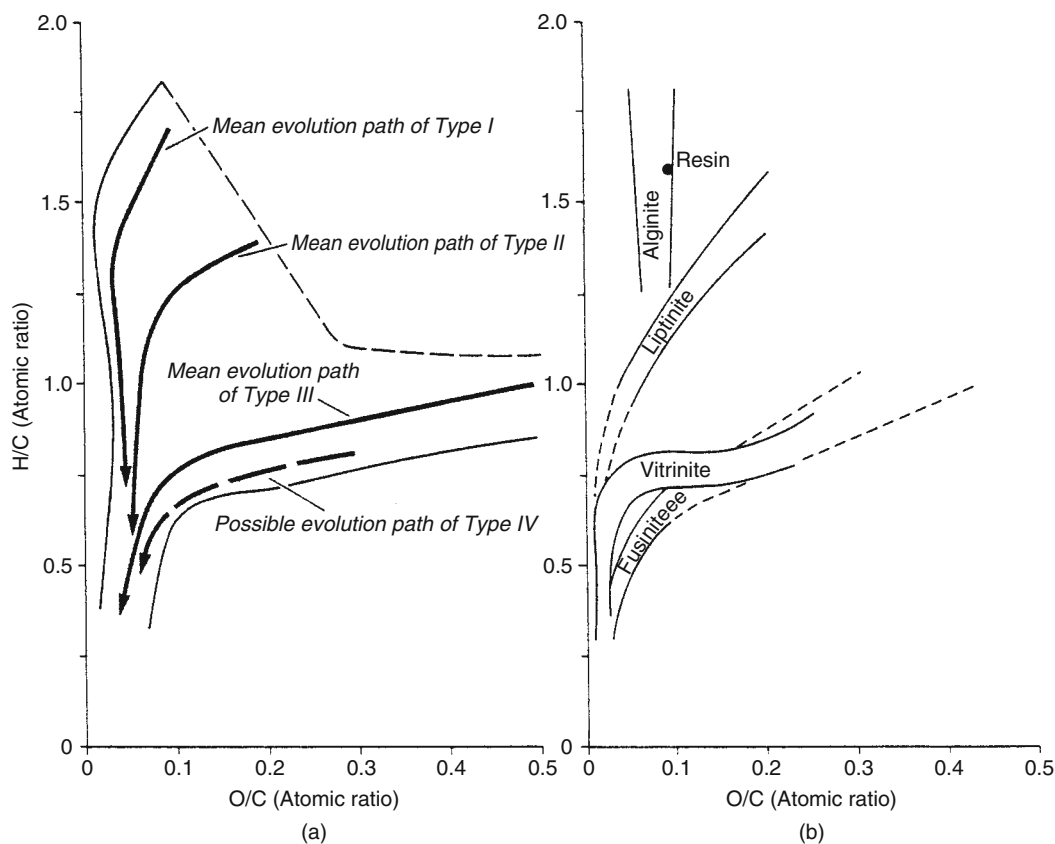 2.0
1.5
1.0
0.5
0
H/C (Atomic ratio)
Mean evolution path of Type I
Mean evolution path of Type II
Mean evolution path
of Type III
Possible evolution path of Type IV
0
0.1
0.2
0.3
0.4
0.5
O/C (Atomic ratio)
(a)
2.0
1.5
1.0
0.5
0
Resin
Alginite
Liptinite
Vitrinite
Fusiniteee
0
0.1
0.2
0.3
0.4
0.5
O/C (Atomic ratio)
(b)